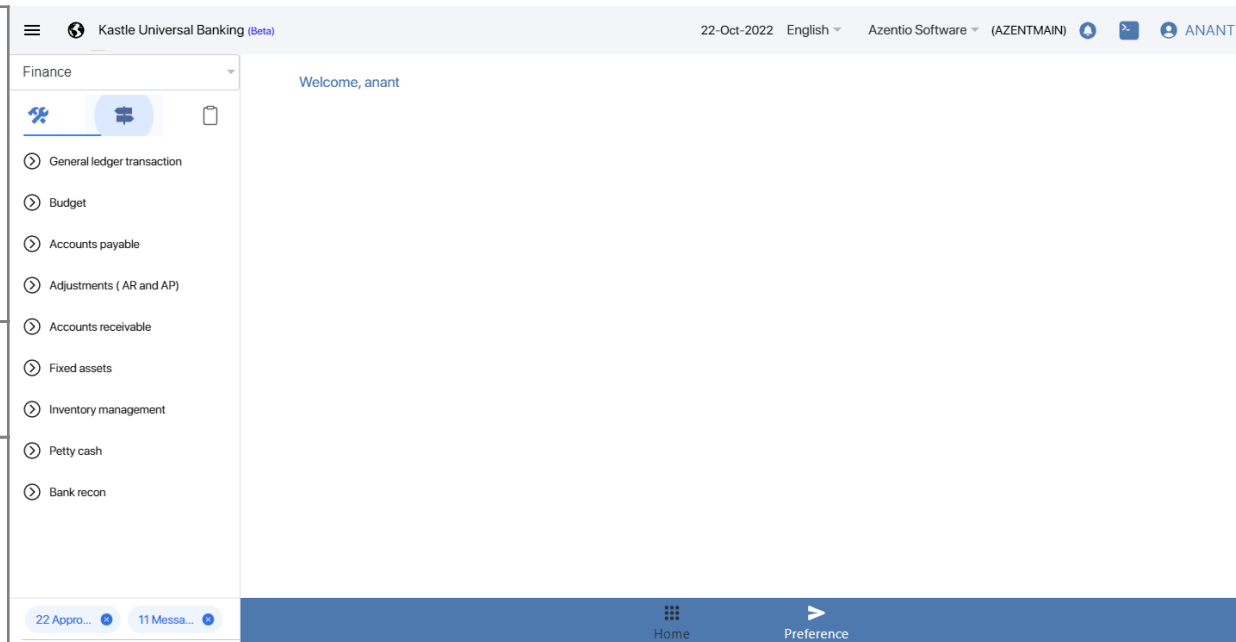 Kastle Universal Banking (Beta) 22-Oct-2022 English Azentio Software (AZENTMAIN) ANANT
Finance
Welcome, anant
General ledger transaction
Budget
Accounts payable
Adjustments ( AR and AP)
Accounts receivable
Fixed assets
Inventory management
Petty cash
Bank recon
22 Appro... 11 Messa...
Home Preference